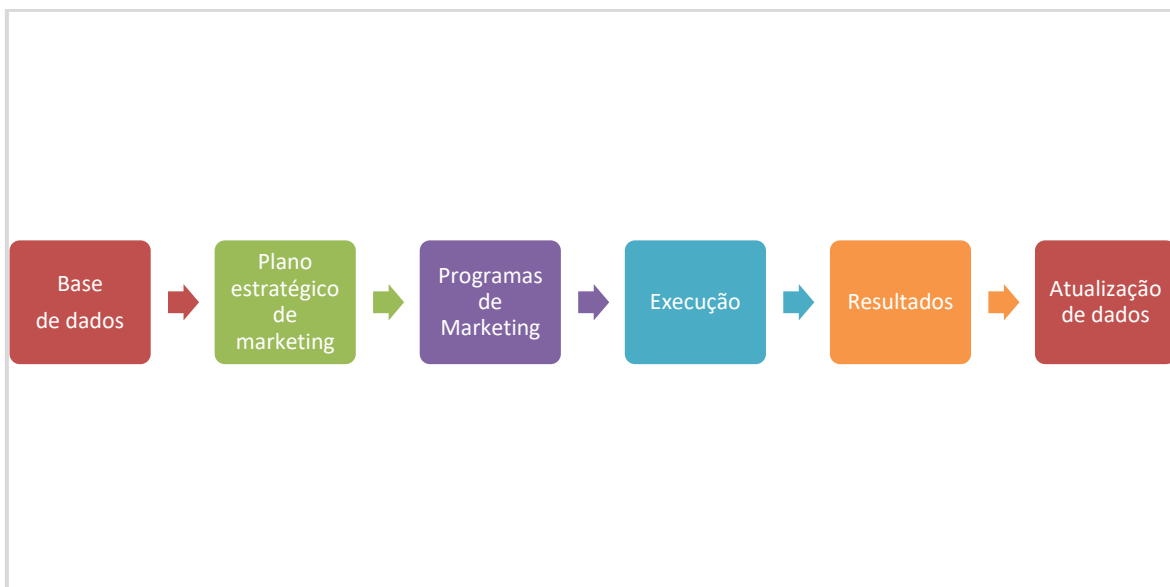 Base
de dados
Plano
estratégico
de
marketing
Programas
de
Marketing
Execução
Resultados
Atualização
de dados